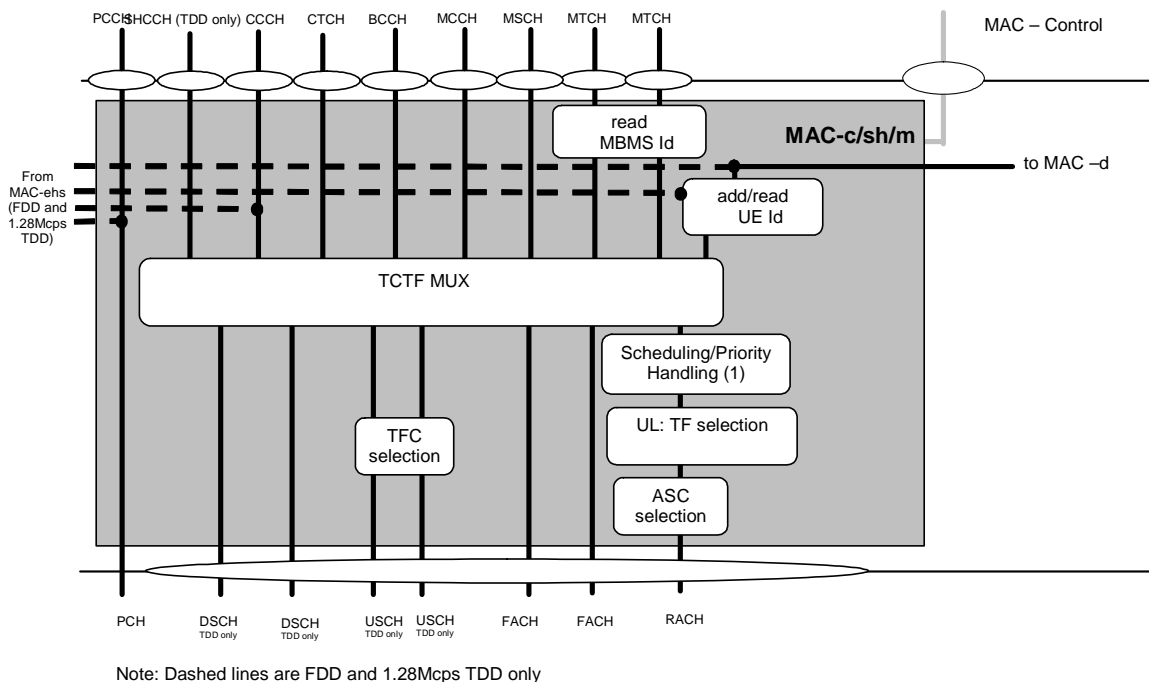 PCCH SHCCH (TDD only) CCCH CTCH BCCH MCCH MSCH MTCH MTCH
MAC – Control
read
MBMS Id
MAC-c/sh/m
to MAC –d
From
MAC-ehs
(FDD and
1.28Mcps
TDD)
add/read
UE Id
TCTF MUX
Scheduling/Priority
Handling (1)
UL: TF selection
TFC
selection
ASC
selection
PCH DSCH DSCH USCH USCH FACH FACH RACH
TDD only TDD only TDD only TDD only
Note: Dashed lines are FDD and 1.28Mcps TDD only